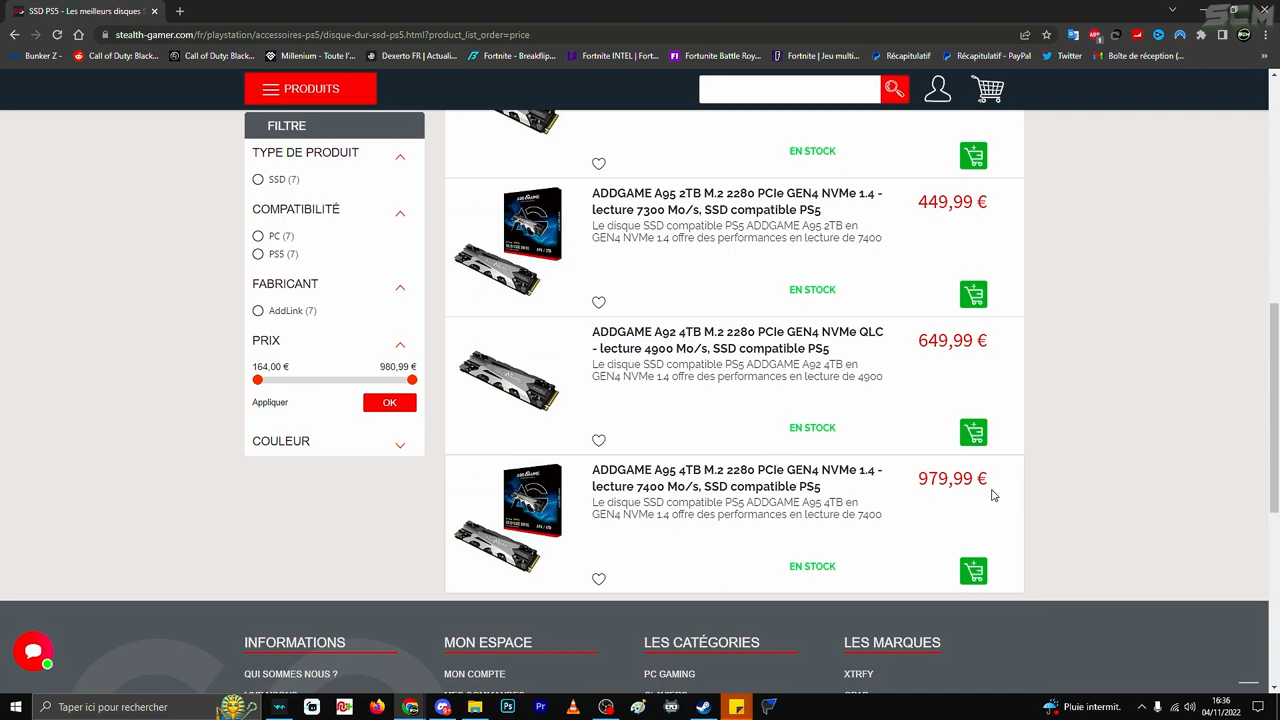 SSD PS5 - Les meilleurs disques S
stealth-gamer.com/fr/playstation/accessoires-ps5/disque-dur-ssd-ps5.html?product_list_order=price
Bunker Z
Call of Duty® : Black...
Millenium - Toute l'...
Dexerto FR | Actuali...
Fortnite - Breakflip...
Fortnite INTEL | Fort...
Fortnite Battle Roy...
Fortnite | Jeu multi...
Récapitulatif
Récapitulatif - PayPal
Twitter
Boîte de réception (...
PRODUITS
FILTRE
TYPE DE PRODUIT
SSD (7)
COMPATIBILITÉ
PC (7)
PS5 (7)
FABRICANT
AddLink (7)
PRIX
164,00 € 980,99 €
Appliquer OK
COULEUR
EN STOCK
ADDGAME A95 2TB M.2 2280 PCIe GEN4 NVMe 1.4 -
lecture 7300 Mo/s, SSD compatible PS5
449,99 €
Le disque SSD compatible PS5 ADDGAME A95 2TB en
GEN4 NVMe 1.4 offre des performances en lecture de 7400
EN STOCK
ADDGAME A92 4TB M.2 2280 PCIe GEN4 NVMe QLC
- lecture 4900 Mo/s, SSD compatible PS5
649,99 €
Le disque SSD compatible PS5 ADDGAME A92 4TB en
GEN4 NVMe 1.4 offre des performances en lecture de 4900
EN STOCK
ADDGAME A95 4TB M.2 2280 PCIe GEN4 NVMe 1.4 -
lecture 7400 Mo/s, SSD compatible PS5
979,99 €
Le disque SSD compatible PS5 ADDGAME A95 4TB en
GEN4 NVMe 1.4 offre des performances en lecture de 7400
EN STOCK
INFORMATIONS
MON ESPACE
LES CATÉGORIES
LES MARQUES
QUI SOMMES NOUS ?
MON COMPTE
PC GAMING
XTRFY
Taper ici pour rechercher
Pluie intermit.
16:36
04/11/2022